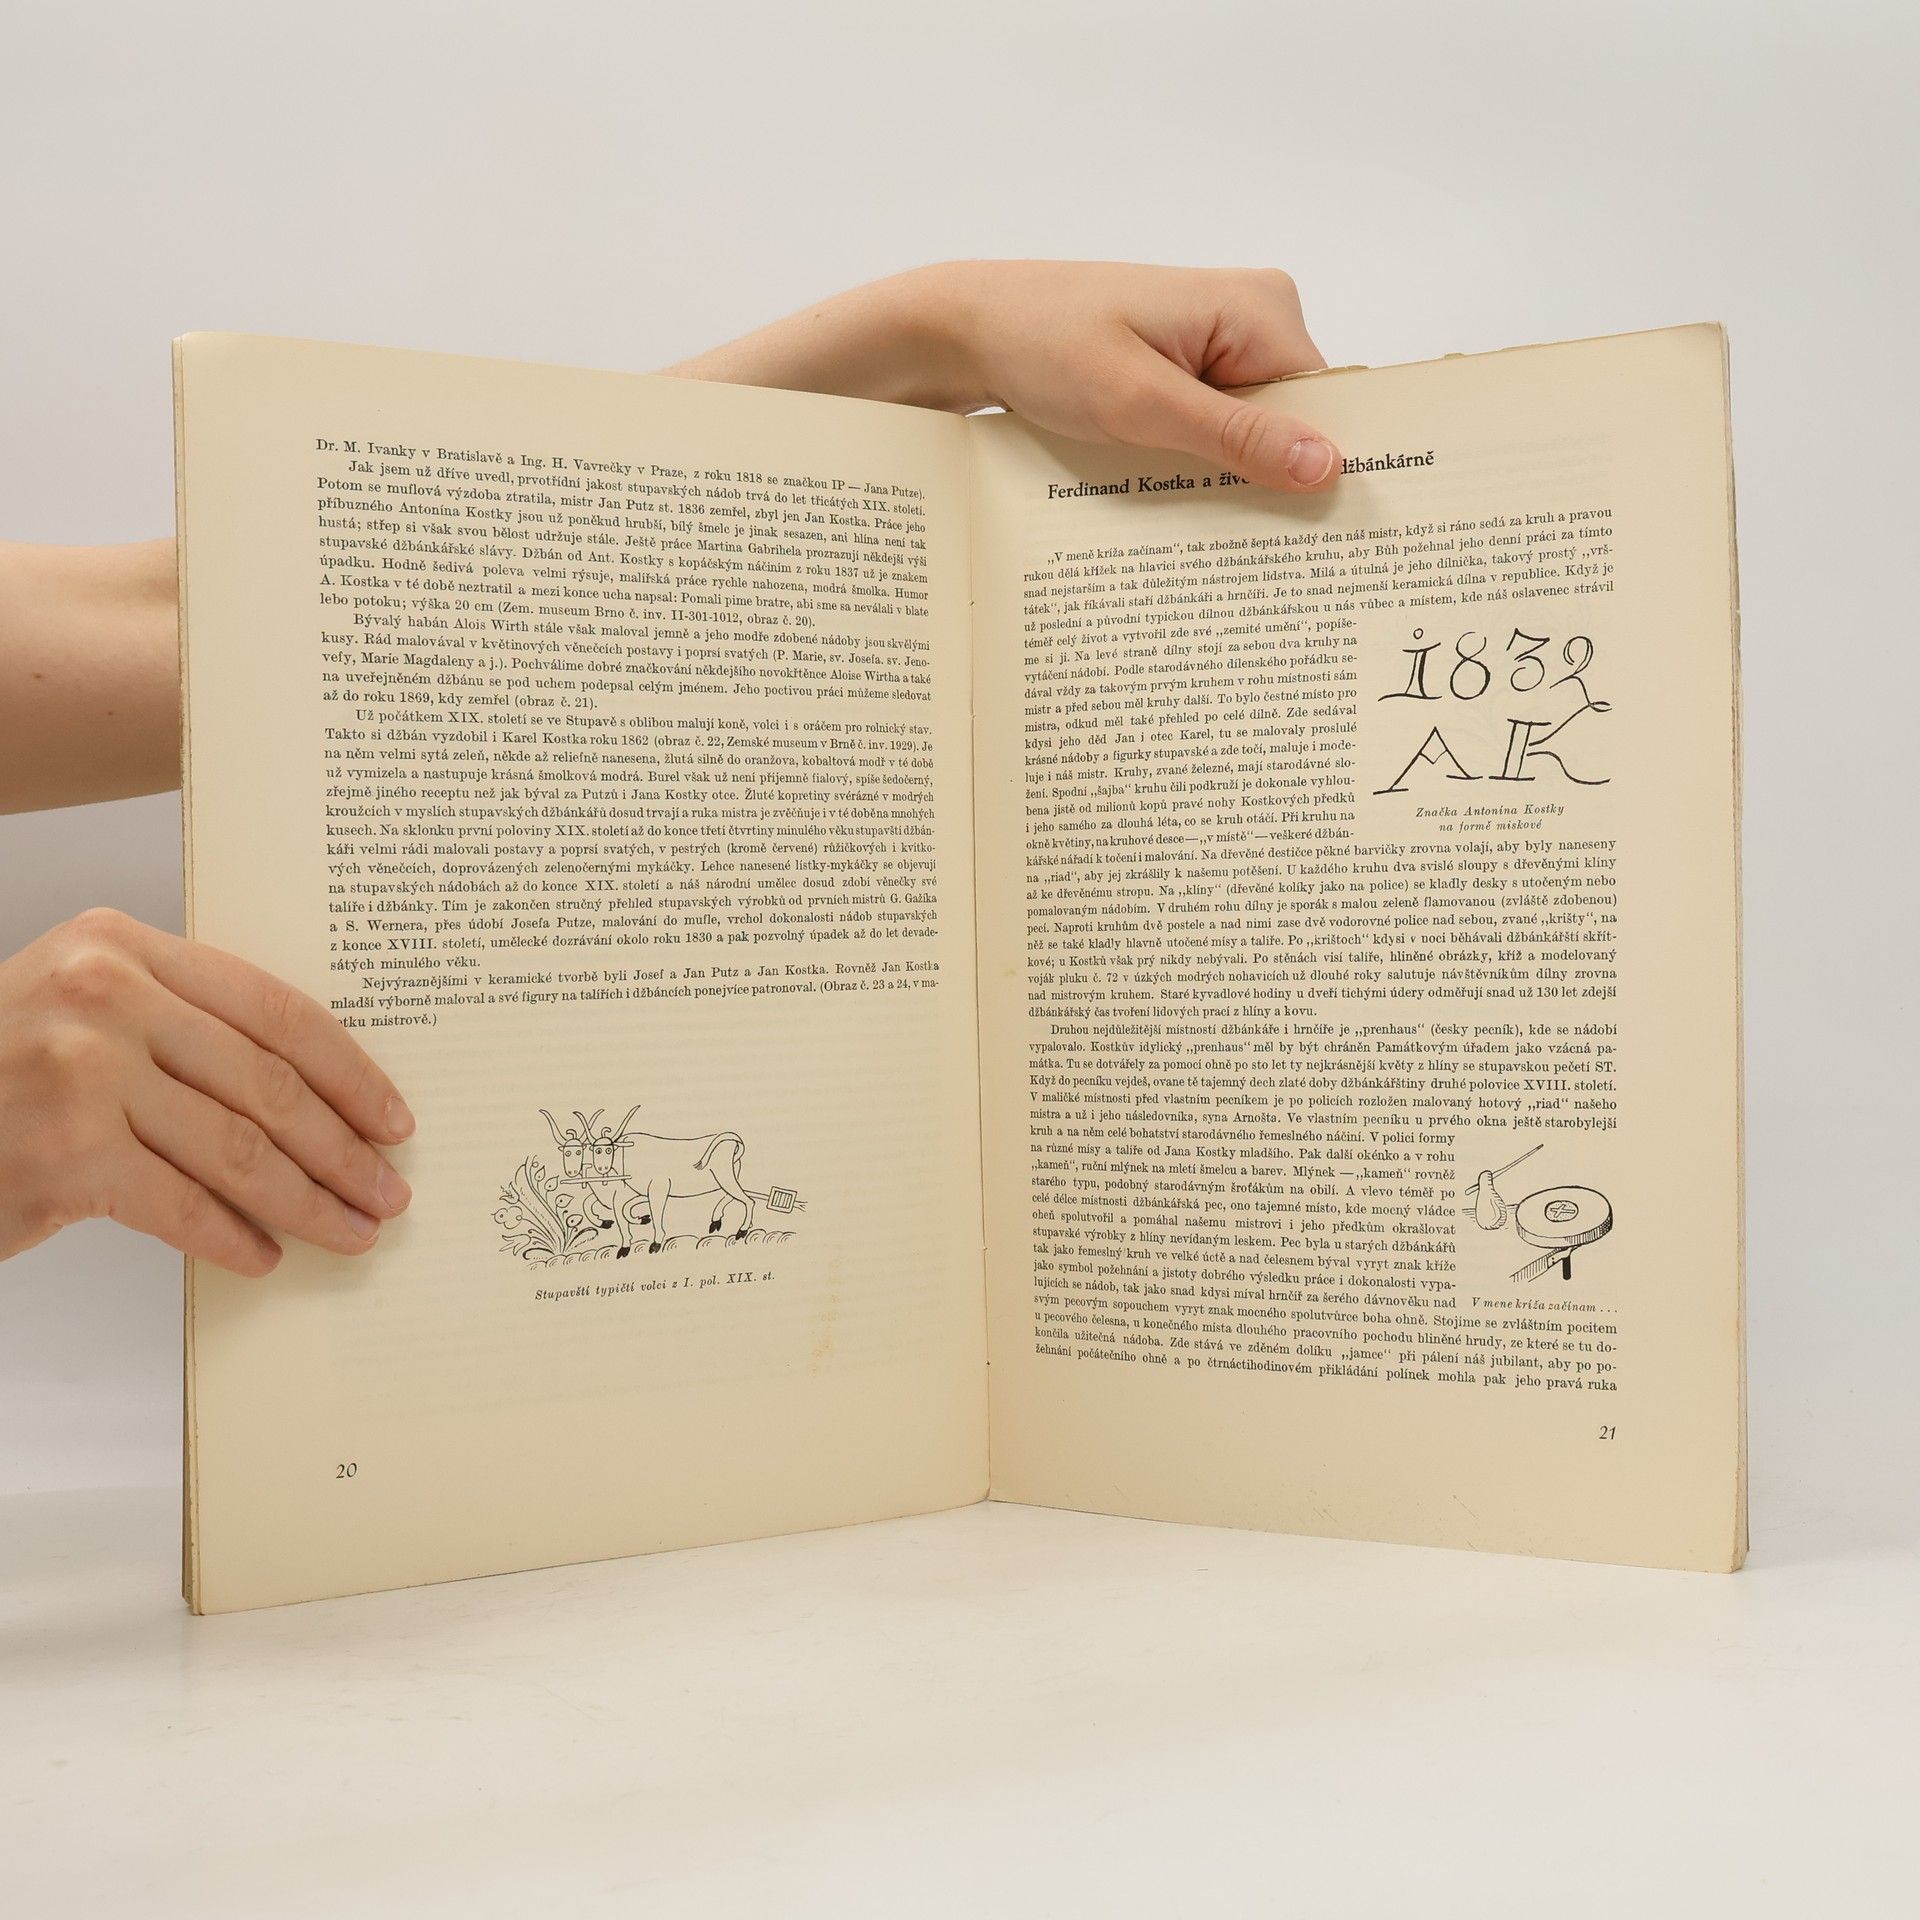 Dr. M. Ivanky v Bratislavě a Ing. H. Vavrečky v Praze, z roku 1818 se značkou IP — Jana Putze).
Jak jsem už dříve uvedl, prvotřídní jakost stupavských nádob trvá do let třicátých XIX. století.
Potom se muflová výzdoba ztratila, mistr Jan Putz st. 1836 zemřel, zbyl jen Jan Kostka. Práce jeho
příbuzného Antonína Kostky jsou už poněkud hrubší, bílý šmelc je jinak sesazen, ani hlína není tak
hustá; střep si však svou bělost udržuje stále. Ještě práce Martina Gabrihela prozrazují někdejší výši
stupavské džbánkářské slávy. Džbán od Ant. Kostky s kopáčským náčiním z roku 1837 už je znakem
úpadku. Hodně šedivá poleva velmi rýsuje, malířská práce rychle nahozena, modrá šmolka. Humor
A. Kostka v té době neztratil a mezi konce ucha napsal: Pomali pime bratre, abi sme sa neváľali v blate
lebo potoku; výška 20 cm (Zem. museum Brno č. inv. II-301-1012, obraz č. 20).
Bývalý habán Alois Wirth stále však maloval jemně a jeho modře zdobené nádoby jsou skvělými
kusy. Rád malovával v květinových věnečcích postavy i poprsí svatých (P. Marie, sv. Josefa. sv. Jeno-
vefy, Marie Magdaleny a j.). Pochválíme dobré značkování někdejšího novokřtěnce Aloise Wirtha a také
na uveřejněném džbánu se pod uchem podepsal celým jménem. Jeho poctivou práci můžeme sledovat
až do roku 1869, kdy zemřel (obraz č. 21).
Už počátkem XIX. století se ve Stupavě s oblibou malují koně, volci i s oráčem pro rolnický stav.
Takto si džbán vyzdobil i Karel Kostka roku 1862 (obraz č. 22, Zemské museum v Brně č. inv. 1929). Je
na něm velmi sytá zeleň, někde až reliefně nanesena, žlutá silně do oranžova, kobaltová modř v té době
už vymizela a nastupuje krásná šmolková modrá. Burel však už není příjemně fialový, spíše šedočerný,
zřejmě jiného receptu než jak býval za Putzů i Jana Kostky otce. Žluté kopretiny svérázné v modrých
kroužcích v myslích stupavských džbánkářů dosud trvají a ruka mistra je zvěčňuje i v té doběna mnohých
kusech. Na sklonku první poloviny XIX. století až do konce třetí čtvrtiny minulého věku stupavští džbán-
káři velmi rádi malovali postavy a poprsí svatých, v pestrých (kromě červené) růžičkových i kvítko-
vých věnečcích, doprovázených zelenočernými mykáčky. Lehce nanesené lístky-mykáčky se objevují
na stupavských nádobách až do konce XIX. století a náš národní umělec dosud zdobí věnečky své
talíře i džbánky. Tím je zakončen stručný přehled stupavských výrobků od prvních mistrů G. Gažíka
a S. Wernera, přes údobí Josefa Putze, malování do mufle, vrchol dokonalosti nádob stupavských
z konce XVIII. století, umělecké dozrávání okolo roku 1830 a pak pozvolný úpadek až do let devade-
sátých minulého věku.
Nejvýraznějšími v keramické tvorbě byli Josef a Jan Putz a Jan Kostka. Rovněž Jan Kostka
mladší výborně maloval a své figury na talířích i džbáncích ponejvíce patronoval. (Obraz č. 23 a 24, v ma-
etku mistrově.)
Stupavští typičtí volci z I. pol. XIX. st.
20
Ferdinand Kostka a džbánkárně
„V mené kríža začínam“, tak zbožně šeptá každý den náš mistr, když si ráno sedá za kruh a pravou
rukou dělá křížek na hlavici svého džbánkářského kruhu, aby Bůh požehnal jeho denní práci za tímto
snad nejstarším a tak důležitým nástrojem lidstva. Milá a útulná je jeho dílnička, takový prostý „vrš-
tátek“, jak říkávali staří džbánkáři a hrnčíři. Je to snad nejmenší keramická dílna v republice. Když je
už poslední a původní typickou dílnou džbánkářskou u nás vůbec a místem, kde náš oslavenec strávil
téměř celý život a vytvořil zde své „zemité umění“, popíše-
me si ji. Na levé straně dílny stojí za sebou dva kruhy na
vytáčení nádobí. Podle starodávného dílenského pořádku se-
dával vždy za takovým prvým kruhem v rohu místnosti sám
mistr a před sebou měl kruhy další. To bylo čestné místo pro
mistra, odkud měl také přehled po celé dílně. Zde sedával
kdysi jeho děd Jan i otec Karel, tu se malovaly proslulé
krásné nádoby a figurky stupavské a zde točí, maluje i mode-
luje i náš mistr. Kruhy, zvané železné, mají starodávné slo-
žení. Spodní „šajba“ kruhu čili podkruží je dokonale vyhlou-
bena jistě od milionů kopů pravé nohy Kostkových předků
i jeho samého za dlouhá léta, co se kruh otáčí. Při kruhu na
okně květiny, na kruhové desce—„v místě“—veškeré džbán-
1832
AK
Značka Antonína Kostky
na formě miskové
kářské nářadí k točení i malování. Na dřevěné destičce pěkné barvičky zrovna volají, aby byly naneseny
na „riad“, aby jej zkrášlily k našemu potěšení. U každého kruhu dva svislé sloupy s dřevěnými klíny
až ke dřevěnému stropu. Na „klíny“ (dřevěné kolíky jako na police) se kladly desky s utočeným nebo
pomalovaným nádobím. V druhém rohu dílny je sporák s malou zeleně flamovanou (zvláště zdobenou)
pecí. Naproti kruhům dvě postele a nad nimi zase dvě vodorovné police nad sebou, zvané „krišty“, na
něž se také kladly hlavně utočené mísy a talíře. Po „krištoch“ kdysi v noci běhávali džbánkářští skřít-
kové; u Kostků však prý nikdy nebývali. Po stěnách visí talíře, hliněné obrázky, kříž a modelovaný
voják pluku č. 72 v úzkých modrých nohavicích už dlouhé roky salutuje návštěvníkům dílny zrovna
nad mistrovým kruhem. Staré kyvadlové hodiny u dveří tichými údery odměřují snad už 130 let zdejší
džbánkářský čas tvoření lidových prací z hlíny a kovu.
Druhou nejdůležitější místností džbánkáře i hrnčíře je „prenhaus“ (česky pecník), kde se nádobí
vypalovalo. Kostkův idylický „prenhaus“ měl by být chráněn Památkovým úřadem jako vzácná pa-
mátka. Tu se dotvářely za pomocí ohně po sto let ty nejkrásnější květy z hlíny se stupavskou pečetí ST.
Když do pecníku vejdeš, ovane tě tajemný dech zlaté doby džbánkářštiny druhé polovice XVIII. století.
V maličké místnosti před vlastním pecníkem je po policích rozložen malovaný hotový „riad“ našeho
mistra a už i jeho následovníka, syna Arnošta. Ve vlastním pecníku u prvého okna ještě starobylejší
kruh a na něm celé bohatství starodávného řemeslného náčiní. V polici formy
na různé mísy a talíře od Jana Kostky mladšího. Pak další okénko a v rohu
„kameň“, ruční mlýnek na mletí šmelcu a barev. Mlýnek —„kameň“ rovněž
starého typu, podobný starodávným šroťákům na obilí. A vlevo téměř po
celé délce místnosti džbánkářská pec, ono tajemné místo, kde mocný vládce
oheň spolutvořil a pomáhal našemu mistrovi i jeho předkům okrašlovat
stupavské výrobky z hlíny nevídaným leskem. Pec byla u starých džbánkářů
tak jako řemeslný kruh ve velké úctě a nad čelesnem býval vyryt znak kříže
jako symbol požehnání a jistoty dobrého výsledku práce i dokonalosti vypa-
lujících se nádob, tak jako snad kdysi míval hrnčíř za šerého dávnověku nad
V mene kríža začínam . . .
svým pecovým sopouchem vyryt znak mocného spolutvůrce boha ohně. Stojíme se zvláštním pocitem
u pecového čelesna, u konečného místa dlouhého pracovního pochodu hliněné hrudy, ze které se tu do-
končila užitečná nádoba. Zde stává ve zděném dolíku „jamce“ při pálení náš jubilant, aby po po-
žehnání počátečního ohně a po čtrnáctihodinovém přikládání polínek mohla pak jeho pravá ruka
21